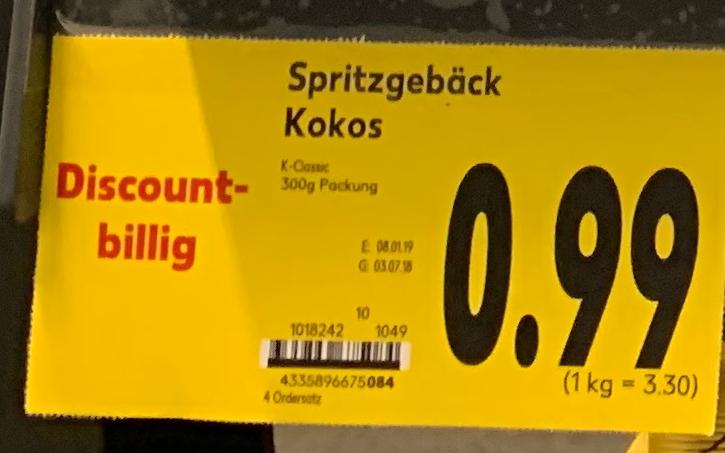 Spritzgebäck
Kokos
K-Classic
300g Packung
Discount-
billig
E: 08.01.19
G: 03.07.18
0.99
10
1018242 1049
4335896675084
4 Ordersatz
(1 kg = 3.30)